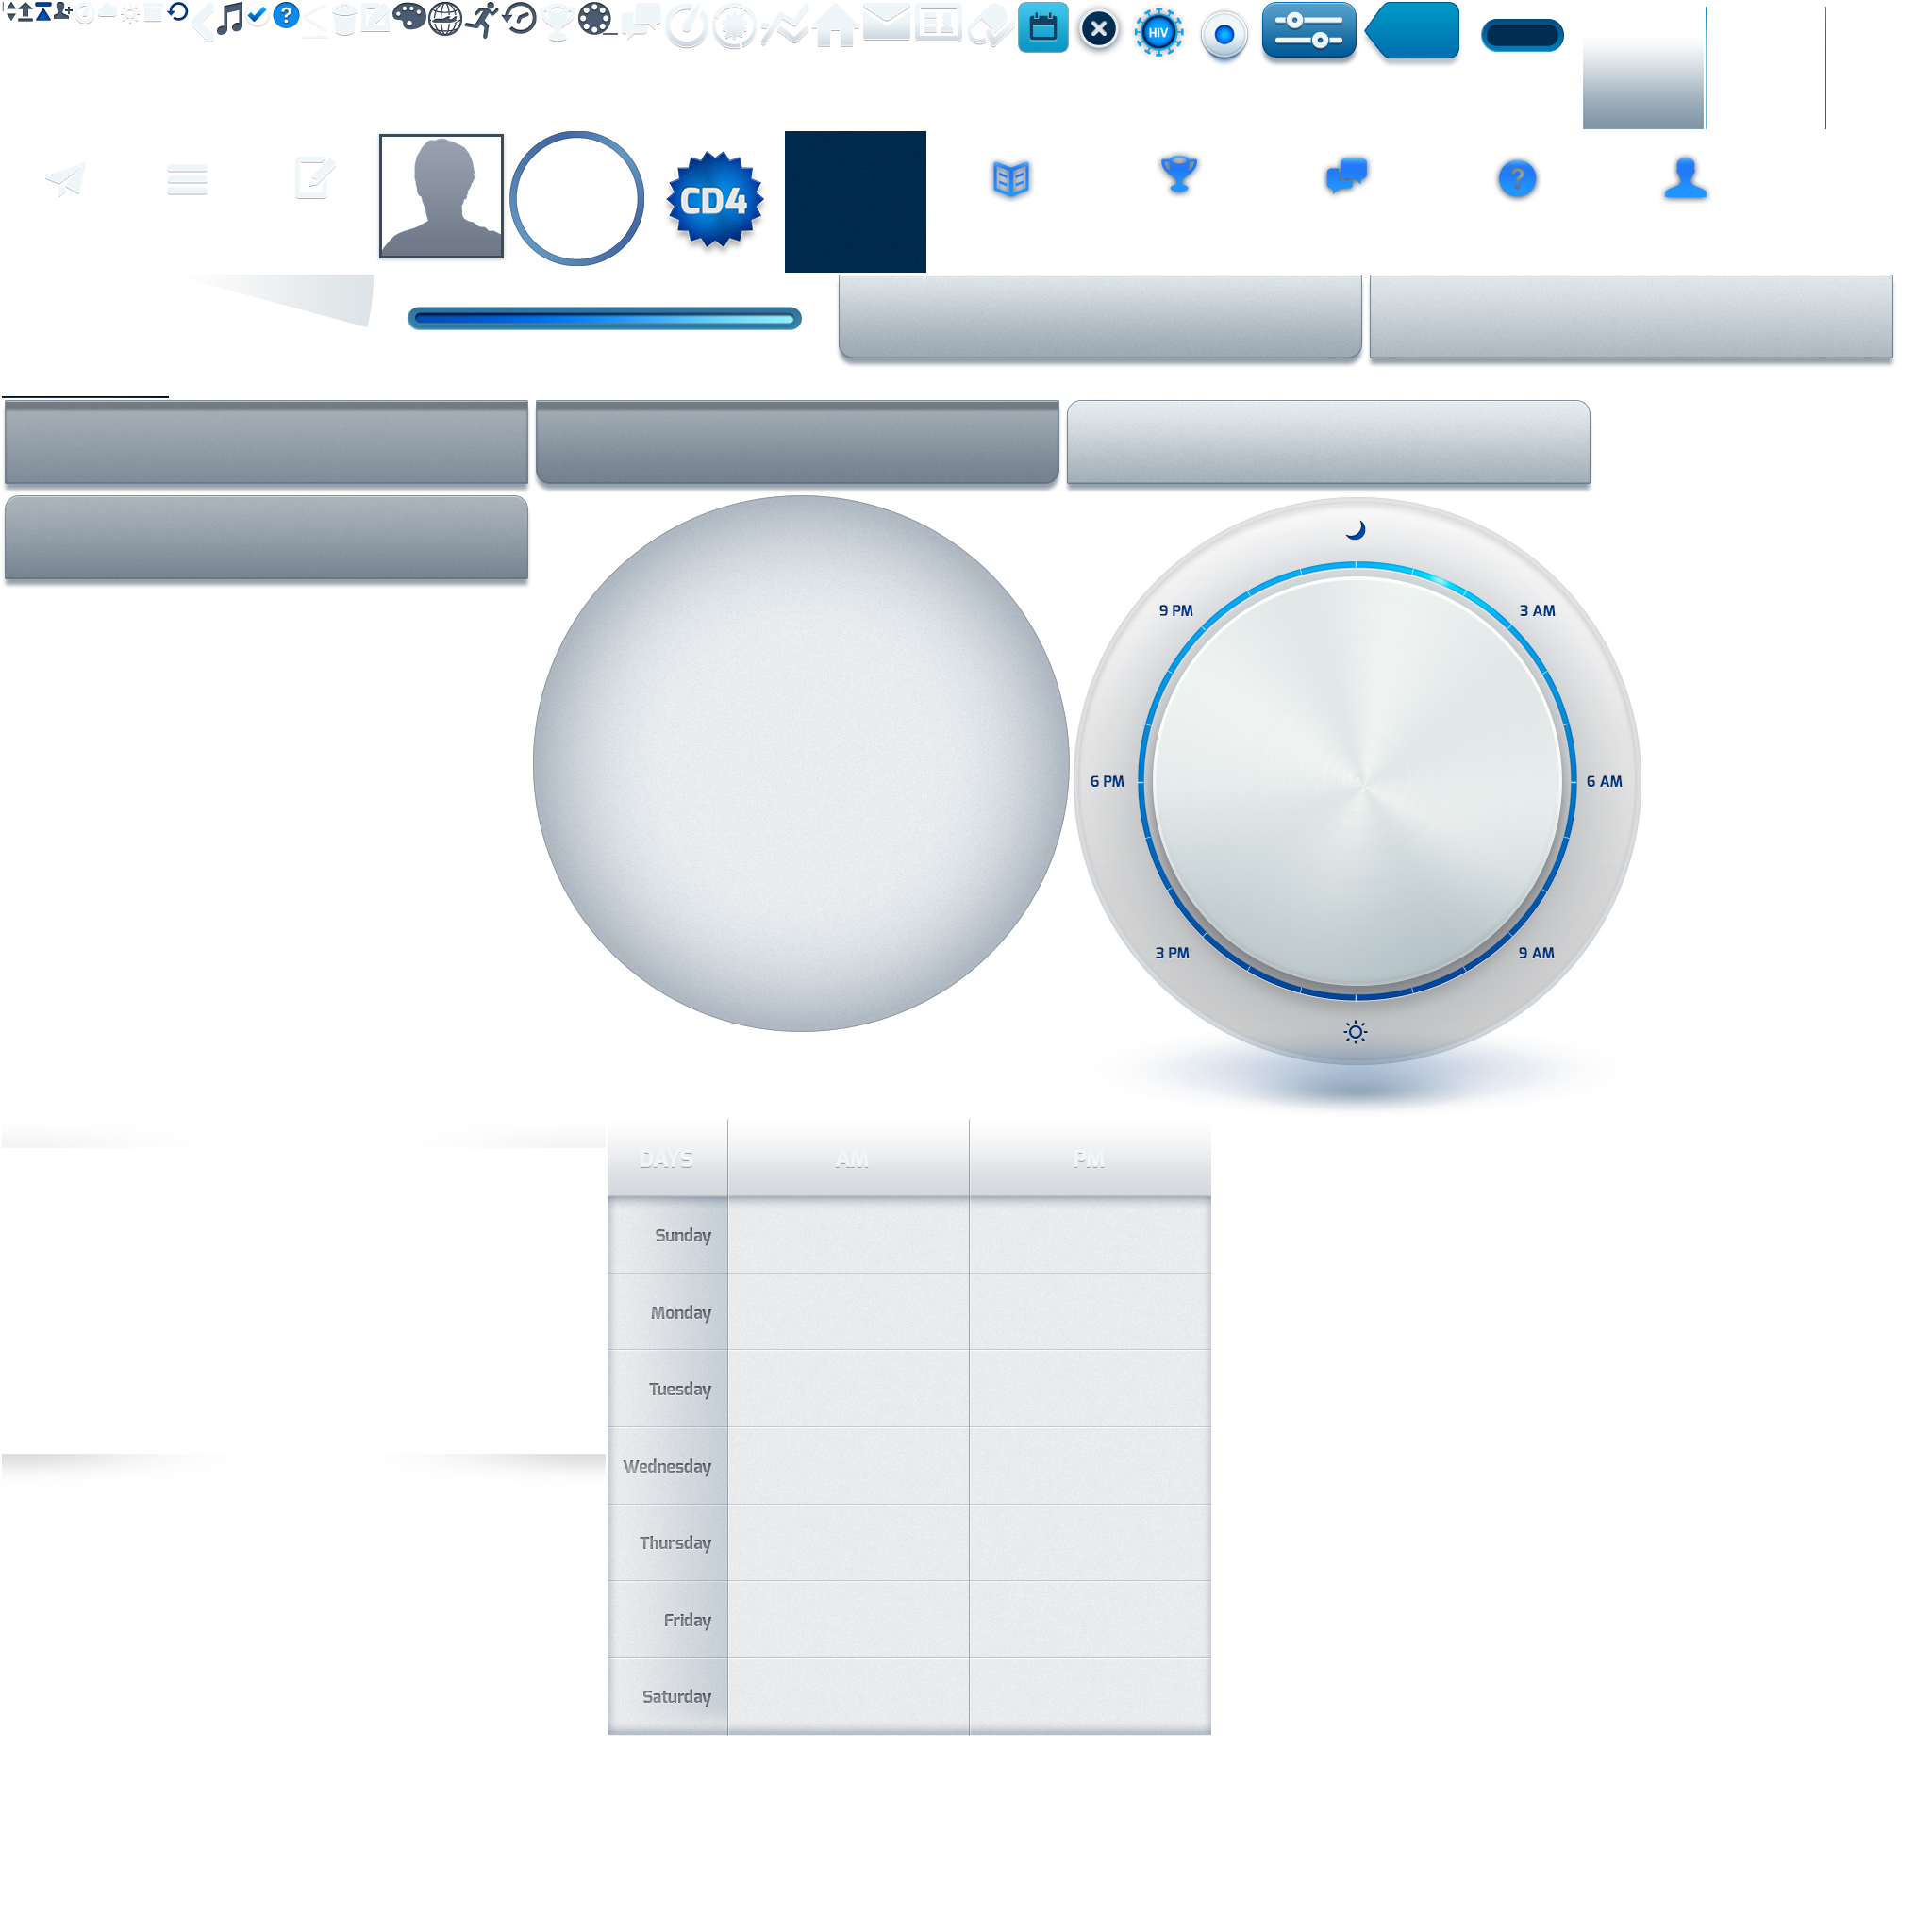 ?
HIV
CD4
?
9 PM
3 AM
6 PM
6 AM
3 PM
9 AM
DAYS AM PM
Sunday
Monday
Tuesday
Wednesday
Thursday
Friday
Saturday